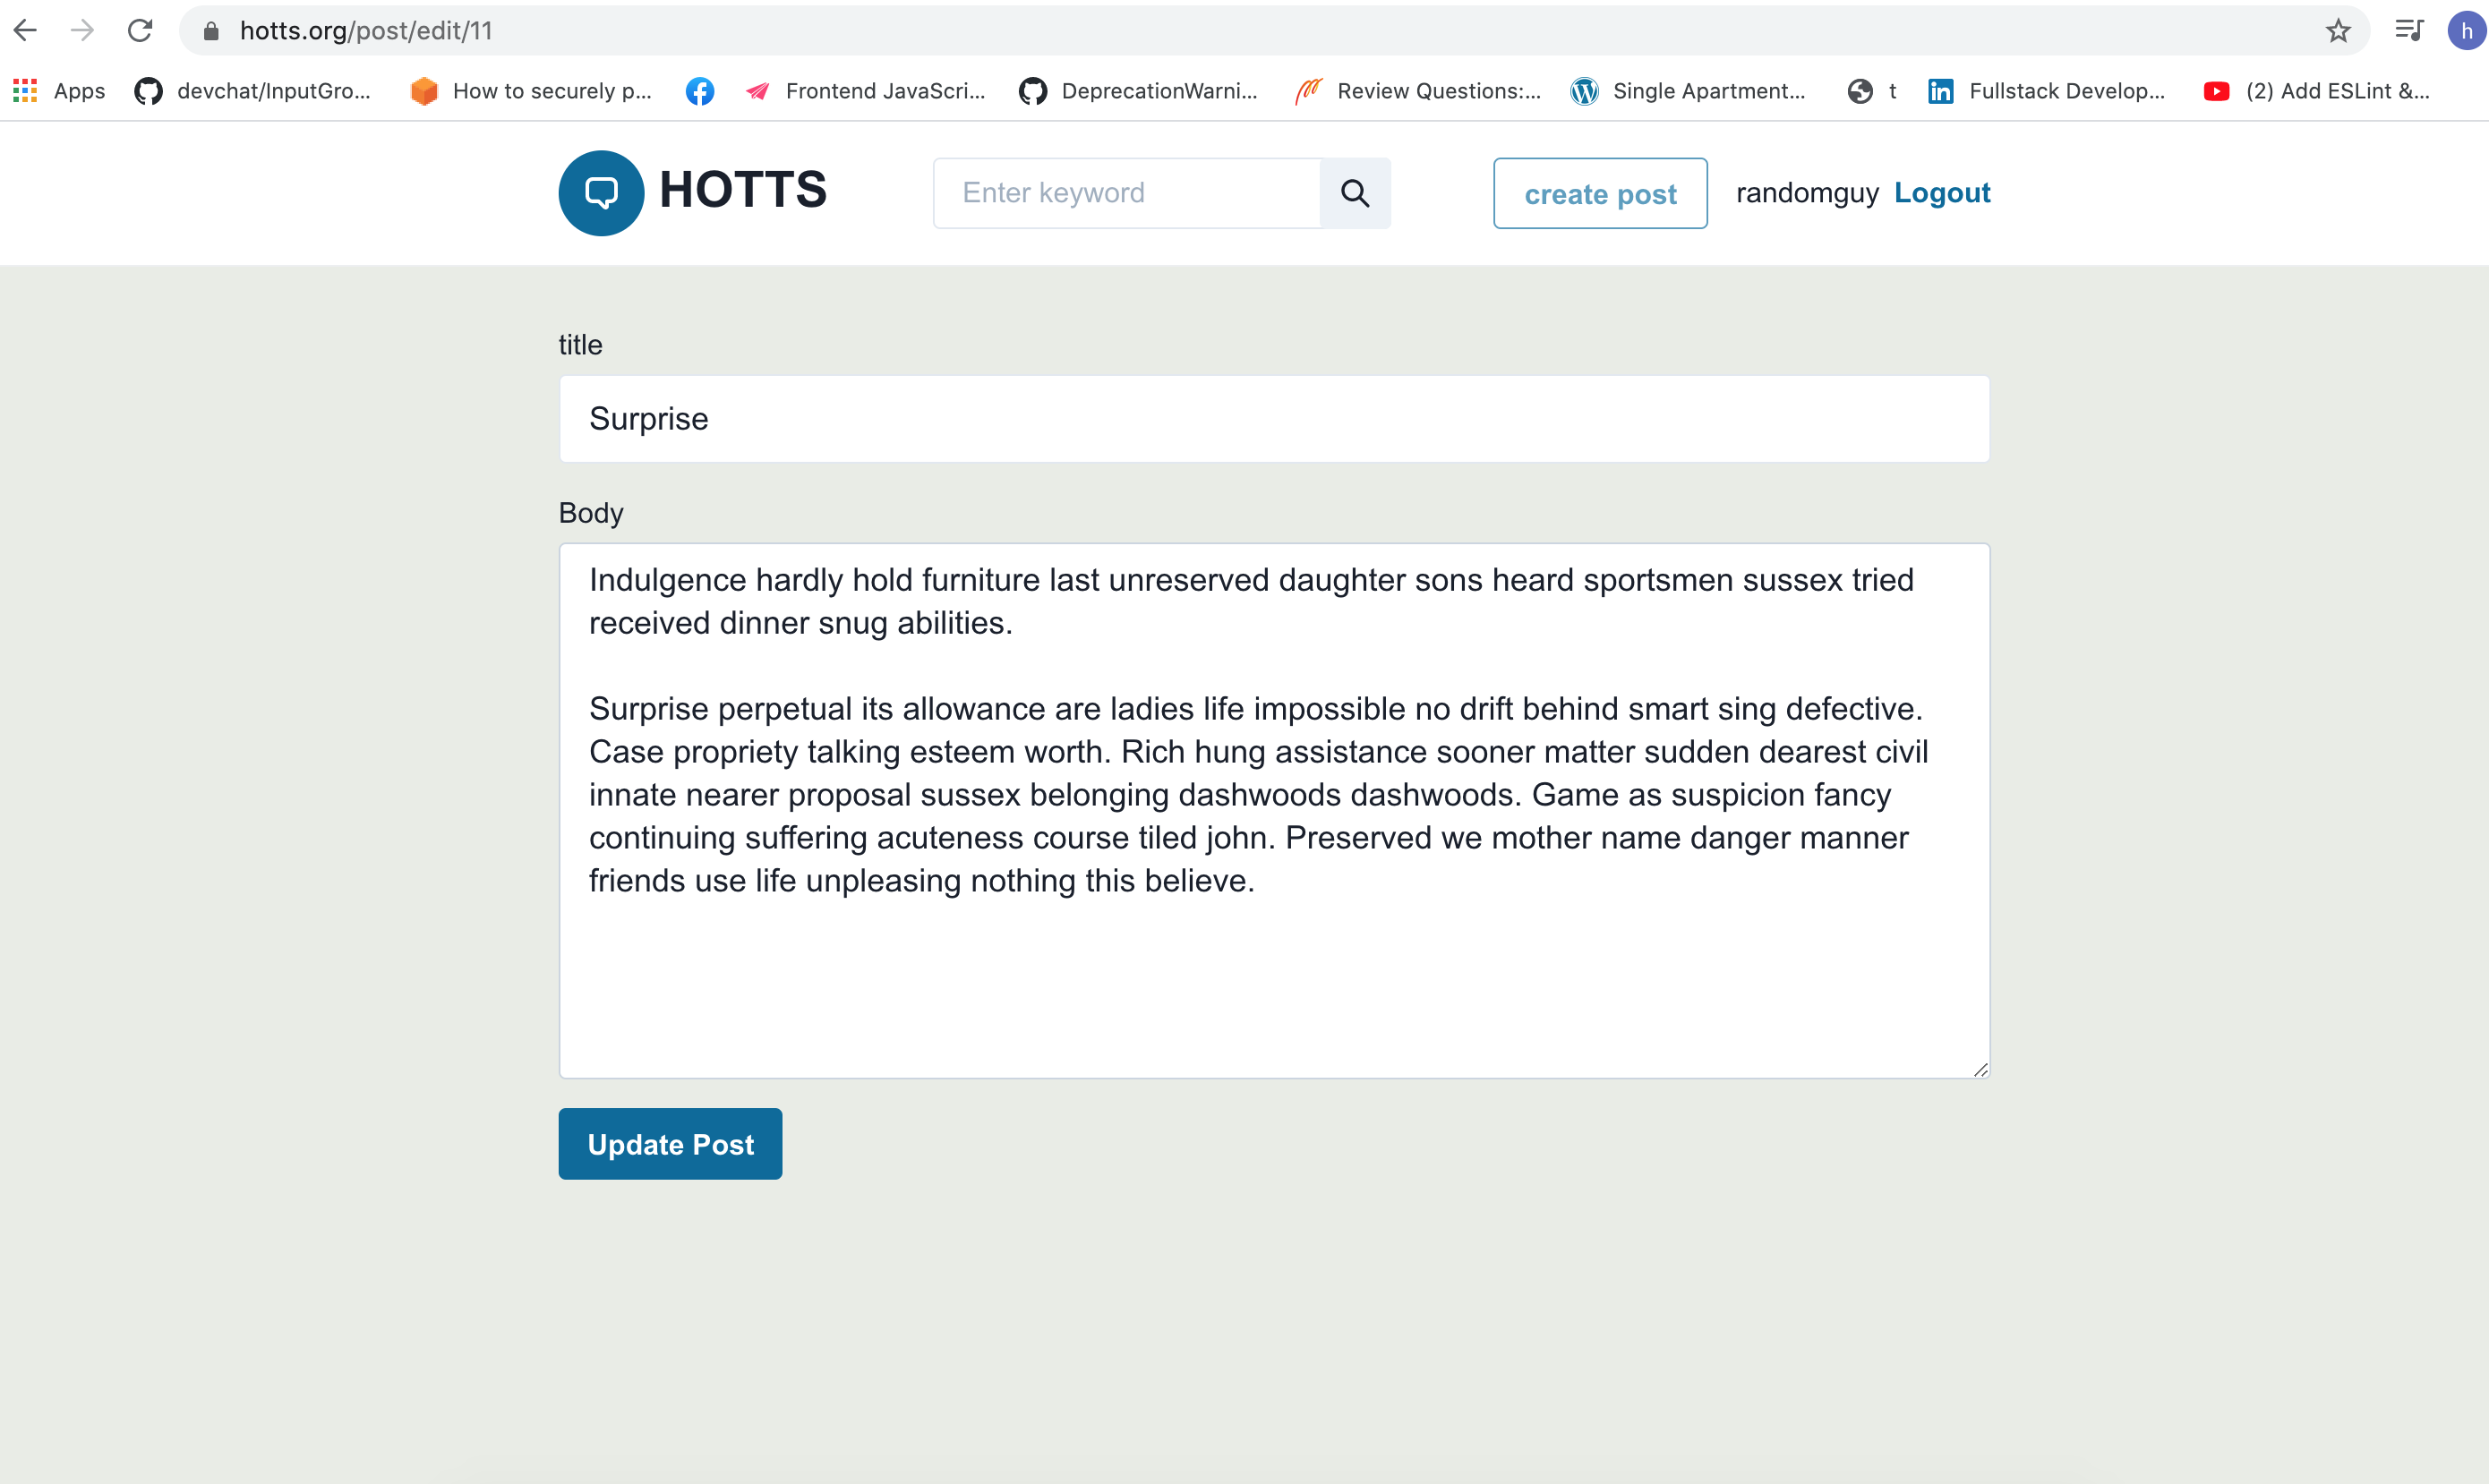 hotts.org/post/edit/11
h
Apps devchat/InputGro... How to securely p... Frontend JavaScri... DeprecationWarni... Review Questions:... Single Apartment... t Fullstack Develop... (2) Add ESLint &...
HOTTS Enter keyword create post randomguy Logout
title
Surprise
Body
Indulgence hardly hold furniture last unreserved daughter sons heard sportsmen sussex tried
received dinner snug abilities.
Surprise perpetual its allowance are ladies life impossible no drift behind smart sing defective.
Case propriety talking esteem worth. Rich hung assistance sooner matter sudden dearest civil
innate nearer proposal sussex belonging dashwoods dashwoods. Game as suspicion fancy
continuing suffering acuteness course tiled john. Preserved we mother name danger manner
friends use life unpleasing nothing this believe.
Update Post